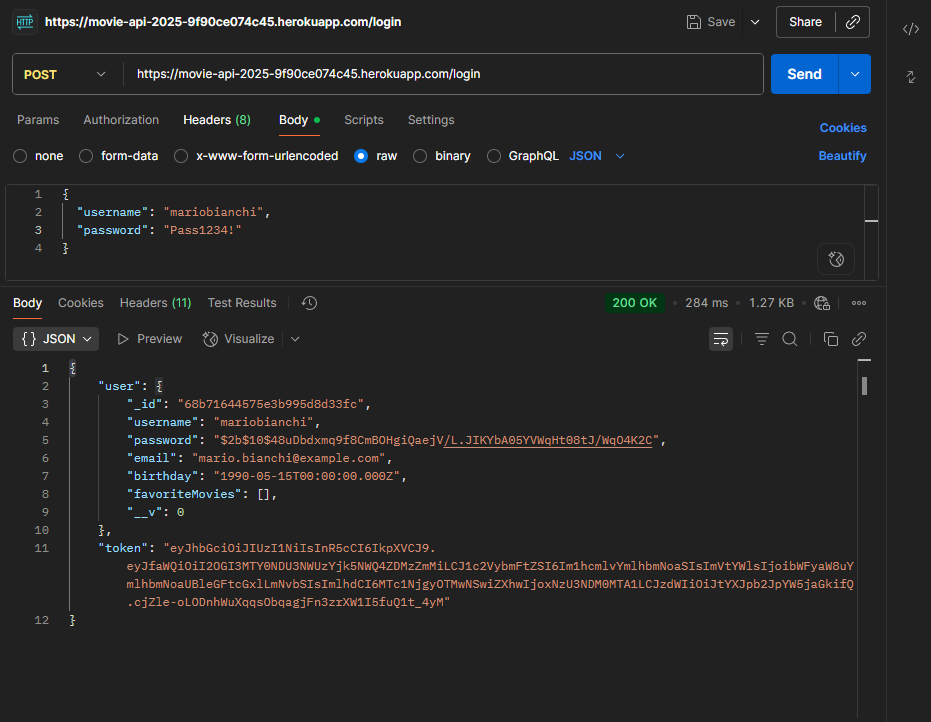 HTTP https://movie-api-2025-9f90ce074c45.herokuapp.com/login Save Share
POST https://movie-api-2025-9f90ce074c45.herokuapp.com/login Send
Params Authorization Headers (8) Body Scripts Settings Cookies
none form-data x-www-form-urlencoded raw binary GraphQL JSON Beautify
1 {
2 "username": "mariobianchi",
3 "password": "Pass1234!"
4 }
Body Cookies Headers (11) Test Results 200 OK • 284 ms • 1.27 KB •
{} JSON Preview Visualize
1 {
2 "user": {
3 "_id": "68b71644575e3b995d8d33fc",
4 "username": "mariobianchi",
5 "password": "$2b$10$48uDbdxmq9f8CmBOHgiQaejV/L.JIKYbA05YVWqHt08tJ/WqO4K2C",
6 "email": "mario.bianchi@example.com",
7 "birthday": "1990-05-15T00:00:00.000Z",
8 "favoriteMovies": [],
9 "__v": 0
10 },
11 "token": "eyJhbGciOiJIUzI1NiIsInR5cCI6IkpXVCJ9.
eyJfaWQiOiI2OGI3MTY0NDU3NWUzYjk5NWQ4ZDMzZmMiLCJ1c2VybmFtZSI6Im1hcmlvYmlhbmNoaSIsImVtYWlsIjoibWFyaW8uY
mlhbmNoaUBleGFtcGxlLmNvbSIsImlhdCI6MTc1NjgyOTMwNSwiZXhwIjoxNzU3NDM0MTA1LCJzdWIiOiJtYXJpb2JpYW5jaGkifQ
.cjZle-oLODnhWuXqqsObqagjFn3zrXW1I5fuQ1t_4yM"
12 }